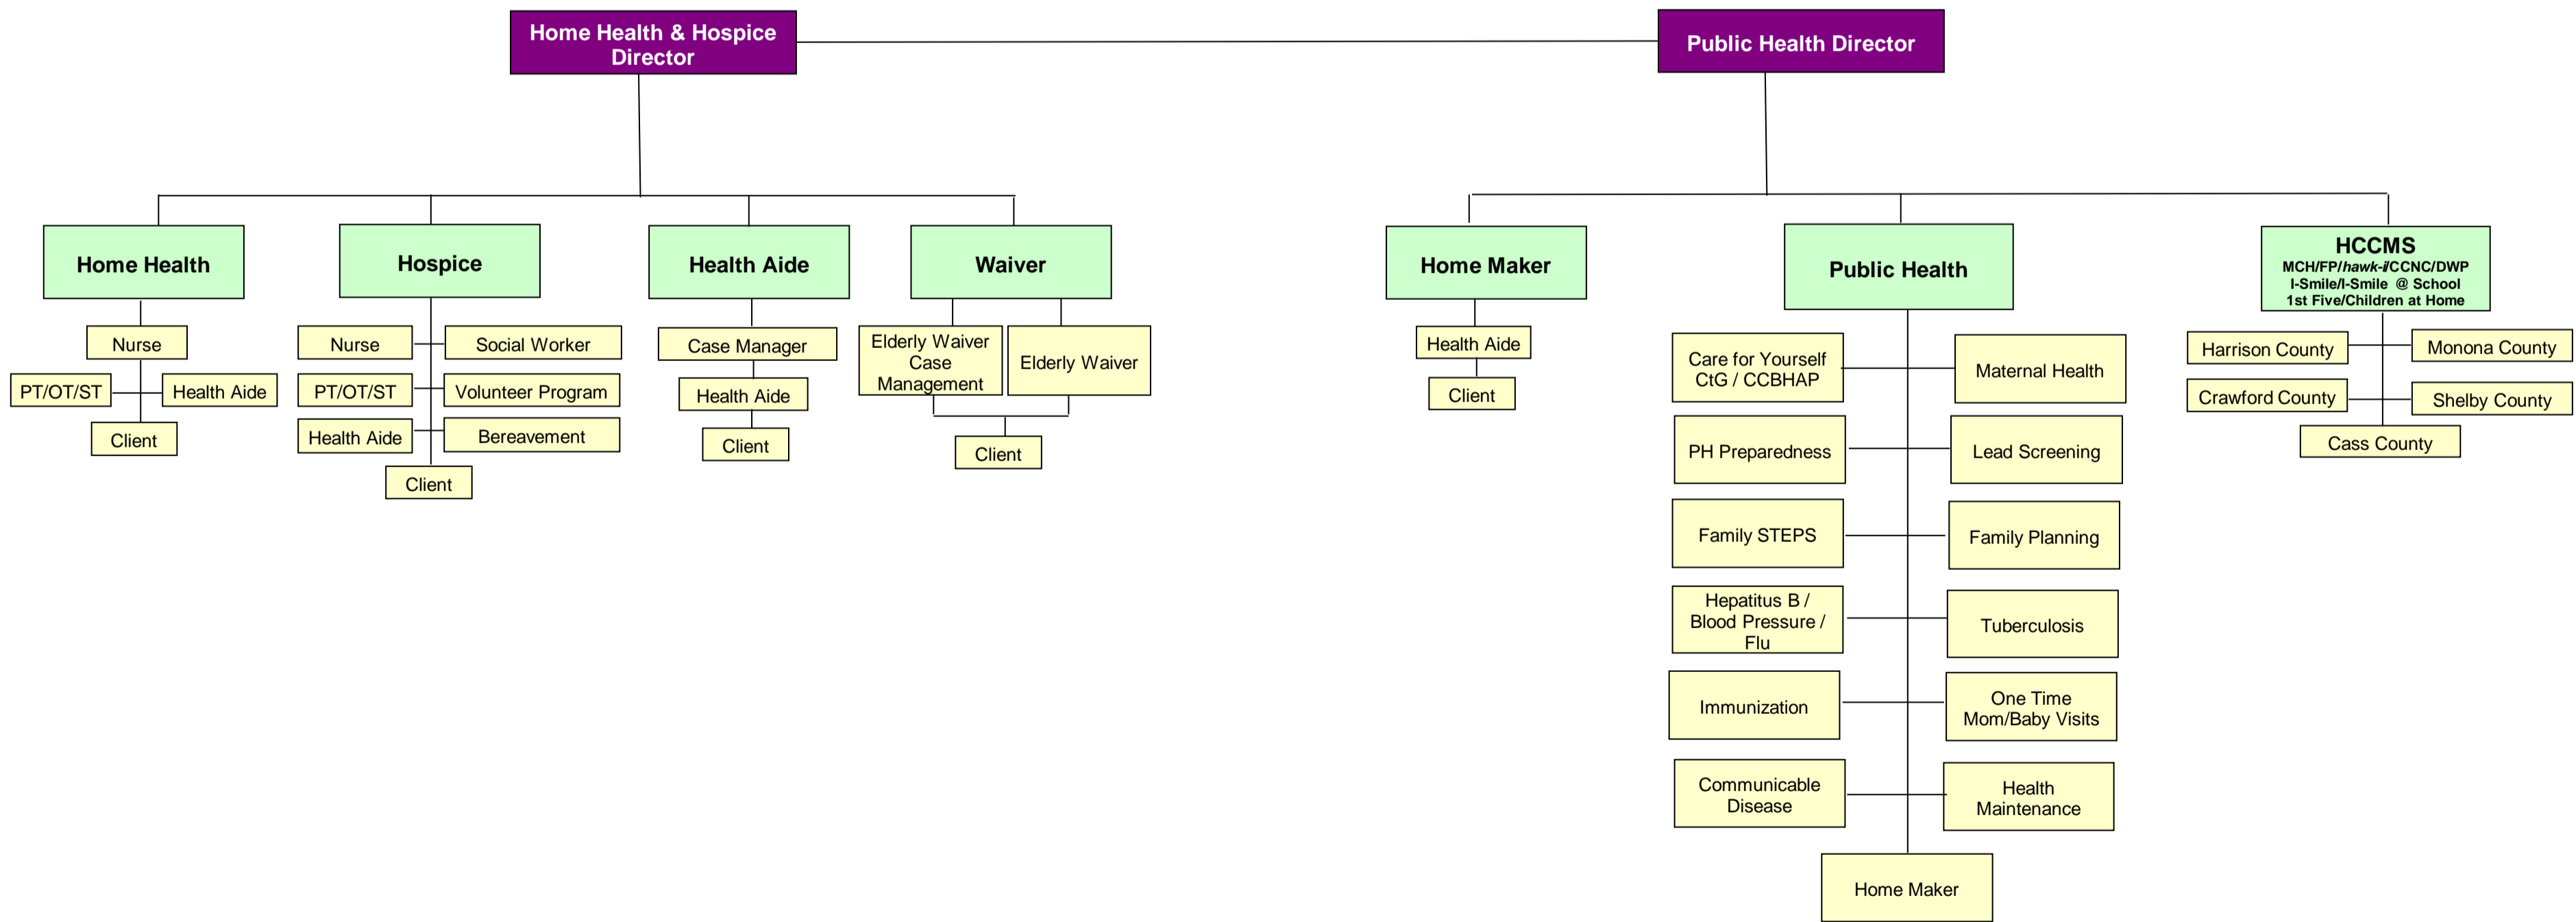 Home Health & Hospice
Director
Public Health Director
Home Health
Hospice
Health Aide
Waiver
Home Maker
Public Health
HCCMS
MCH/FP/hawk-i/CCNC/DWP
I-Smile/I-Smile @ School
1st Five/Children at Home
Nurse
PT/OT/ST
Health Aide
Client
Nurse
Social Worker
PT/OT/ST
Volunteer Program
Health Aide
Bereavement
Client
Case Manager
Health Aide
Client
Elderly Waiver
Case
Management
Elderly Waiver
Client
Health Aide
Client
Care for Yourself
CtG / CCBHAP
Maternal Health
PH Preparedness
Lead Screening
Family STEPS
Family Planning
Hepatitus B /
Blood Pressure /
Flu
Tuberculosis
Immunization
One Time
Mom/Baby Visits
Communicable
Disease
Health
Maintenance
Home Maker
Harrison County
Monona County
Crawford County
Shelby County
Cass County